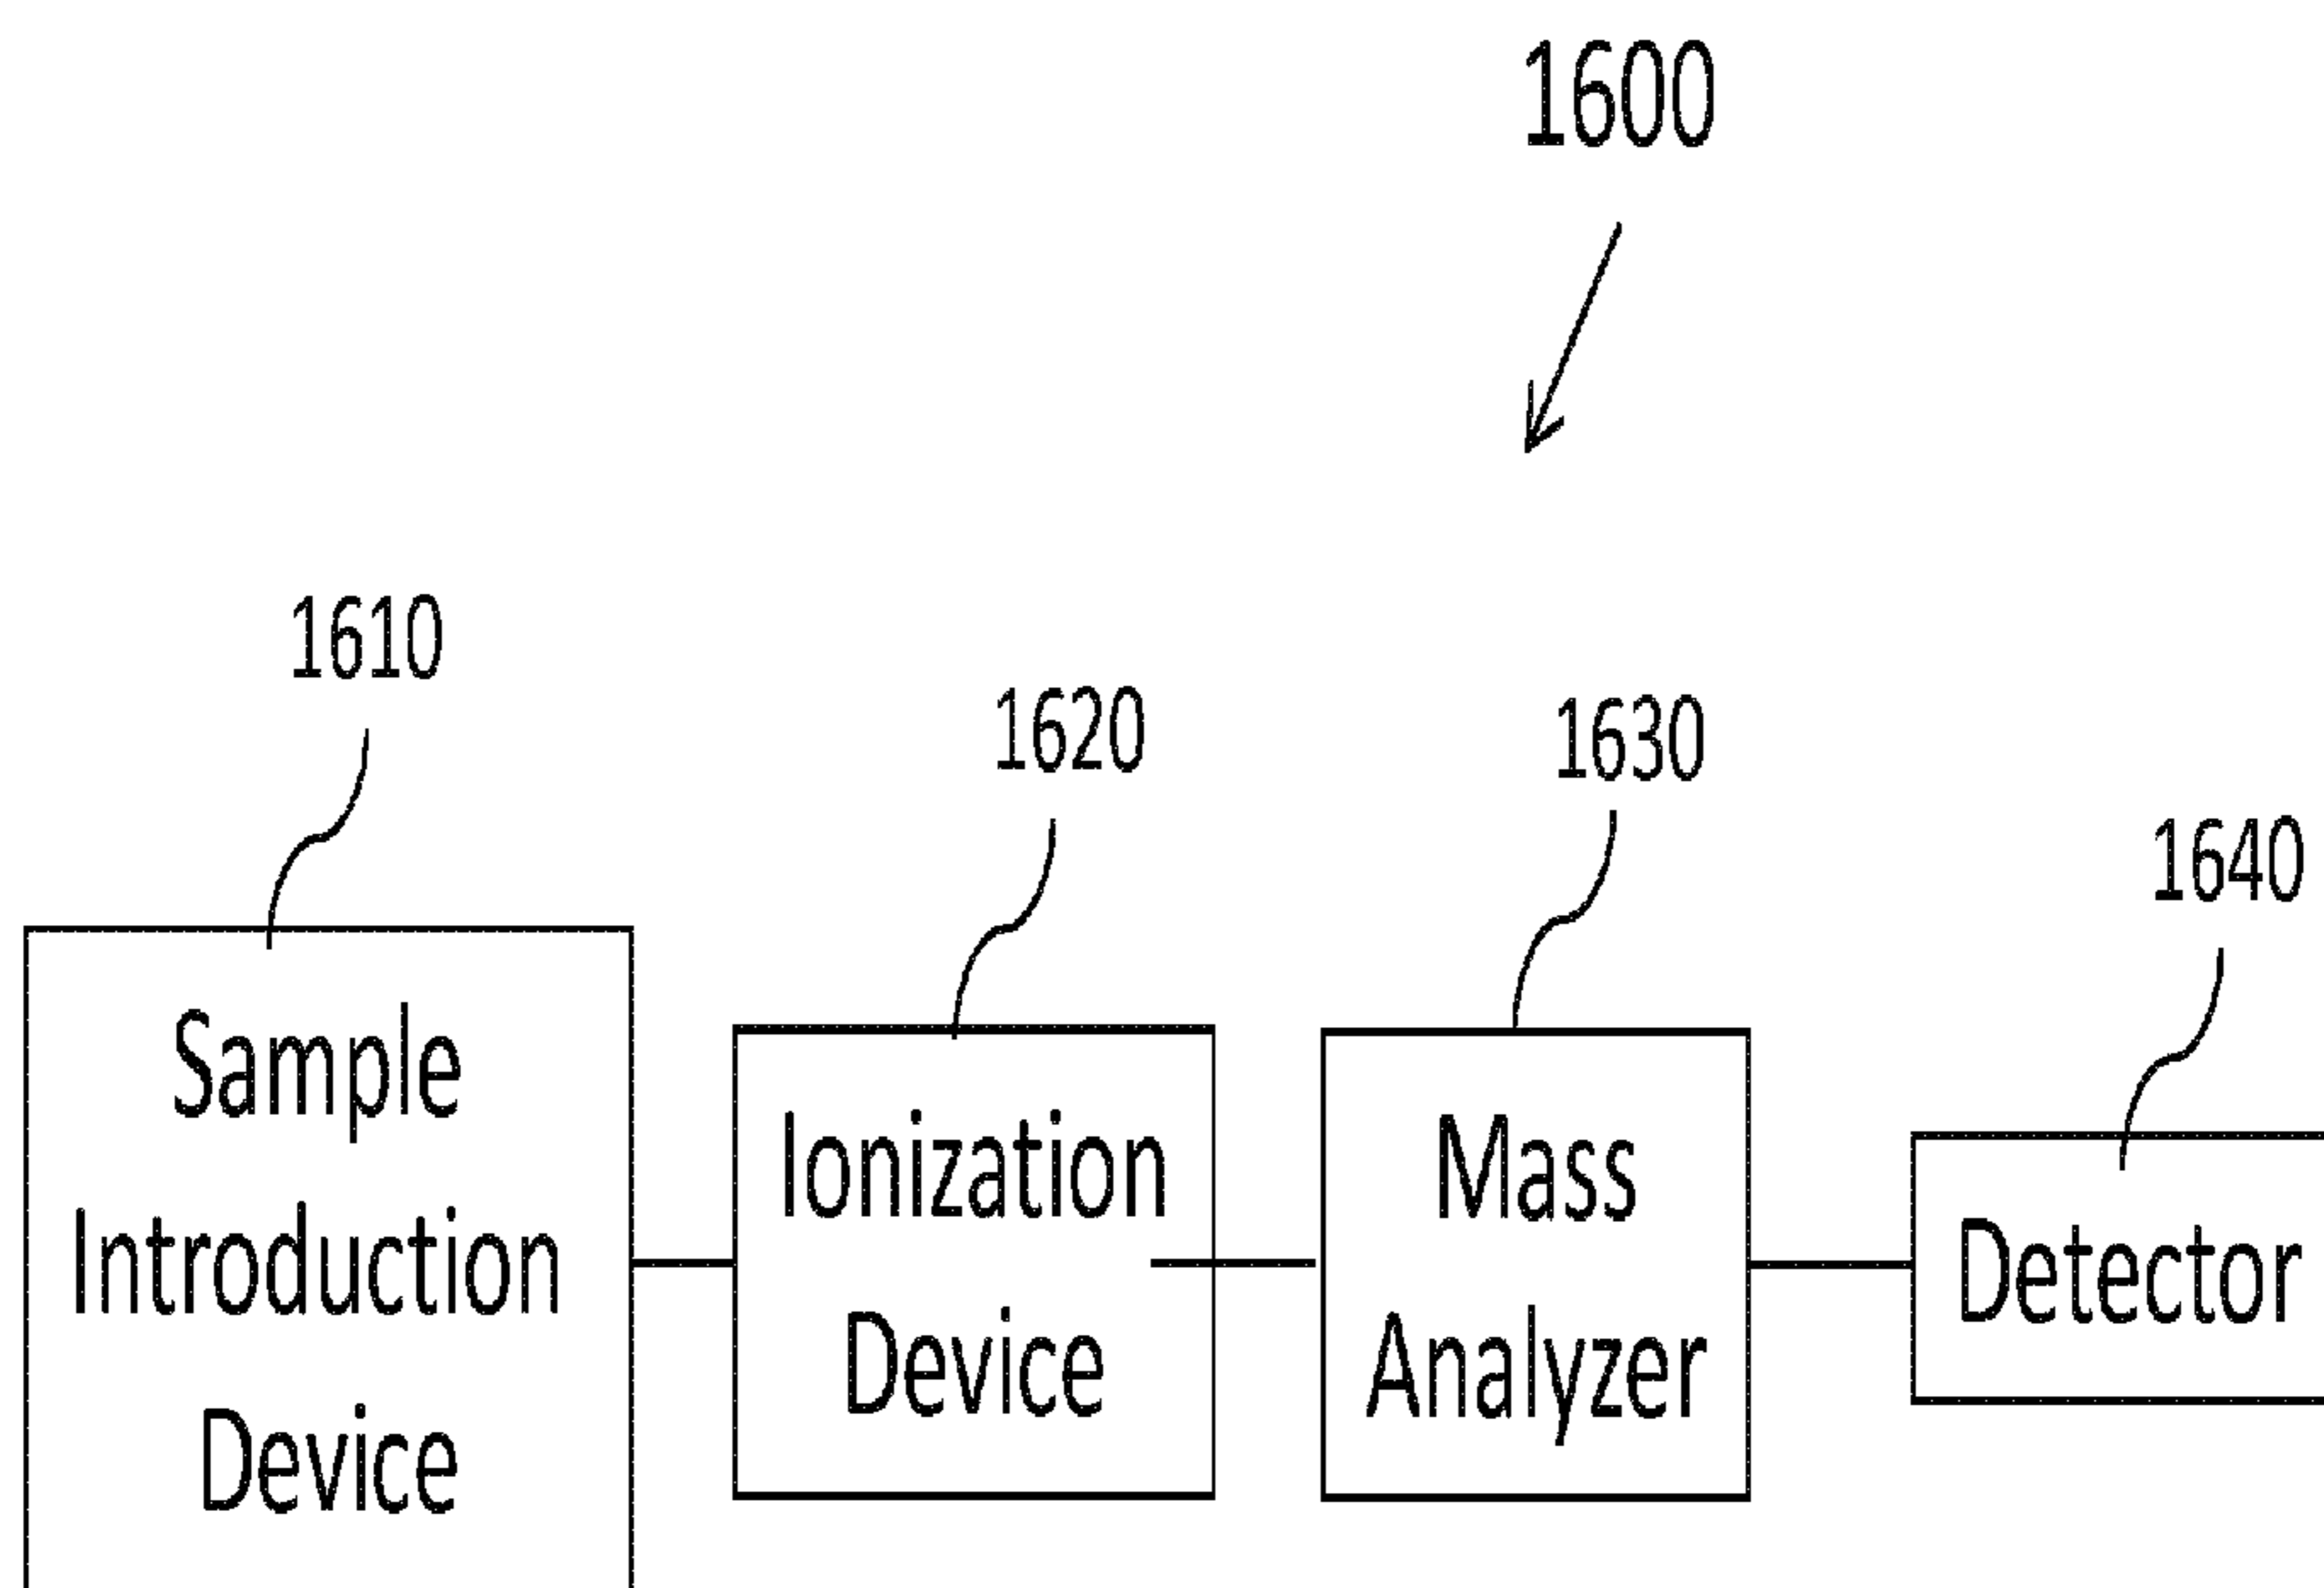 1600
1610
1620
1630
1640
Sample
Introduction
Device
Ionization
Device
Mass
Analyzer
Detector